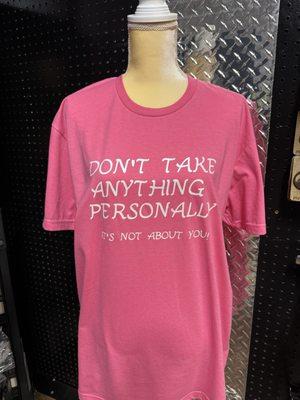 DON'T TAKE
ANYTHING
PERSONALLY
IT'S NOT ABOUT YOU!